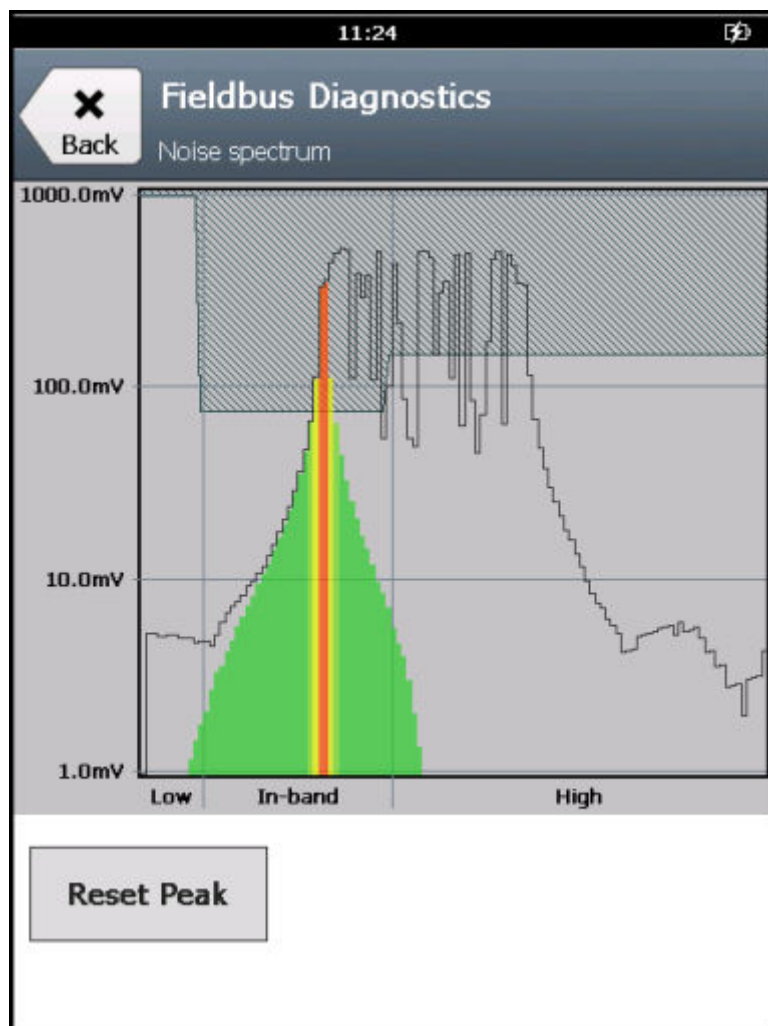 11:24
Back
Fieldbus Diagnostics
Noise spectrum
1000.0mV
100.0mV
10.0mV
1.0mV
Low In-band High
Reset Peak